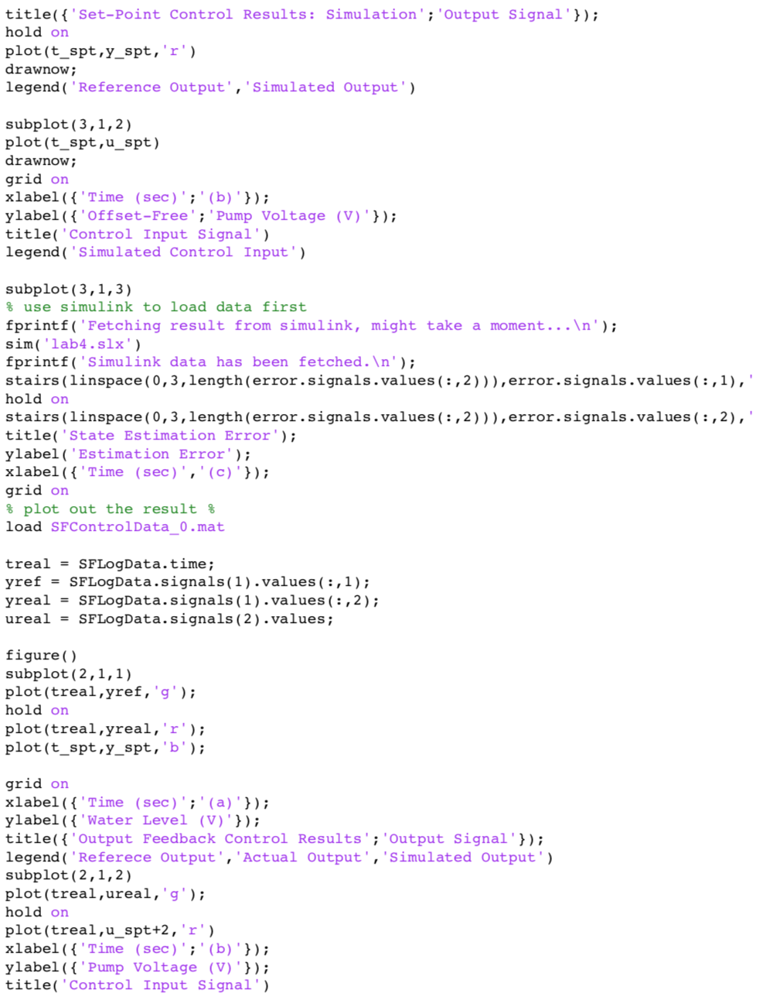 title({'Set-Point Control Results: Simulation';'Output Signal'});
hold on
plot(t_spt,y_spt,'r')
drawnow;
legend('Reference Output','Simulated Output')
subplot(3,1,2)
plot(t_spt,u_spt)
drawnow;
grid on
xlabel({'Time (sec)';'(b)'});
ylabel({'Offset-Free';'Pump Voltage (V)'});
title('Control Input Signal')
legend('Simulated Control Input')
subplot(3,1,3)
% use simulink to load data first
fprintf('Fetching result from simulink, might take a moment...\n');
sim('lab4.slx')
fprintf('Simulink data has been fetched.\n');
stairs(linspace(0,3,length(error.signals.values(:,2))),error.signals.values(:,1),'
hold on
stairs(linspace(0,3,length(error.signals.values(:,2))),error.signals.values(:,2),'
title('State Estimation Error');
ylabel('Estimation Error');
xlabel({'Time (sec)','(c)'});
grid on
% plot out the result %
load SFControlData_0.mat
treal = SFLogData.time;
yref = SFLogData.signals(1).values(:,1);
yreal = SFLogData.signals(1).values(:,2);
ureal = SFLogData.signals(2).values;
figure()
subplot(2,1,1)
plot(treal,yref,'g');
hold on
plot(treal,yreal,'r');
plot(t_spt,y_spt,'b');
grid on
xlabel({'Time (sec)';'(a)'});
ylabel({'Water Level (V)'});
title({'Output Feedback Control Results';'Output Signal'});
legend('Referece Output','Actual Output','Simulated Output')
subplot(2,1,2)
plot(treal,ureal,'g');
hold on
plot(treal,u_spt+2,'r')
xlabel({'Time (sec)';'(b)'});
ylabel({'Pump Voltage (V)'});
title('Control Input Signal')